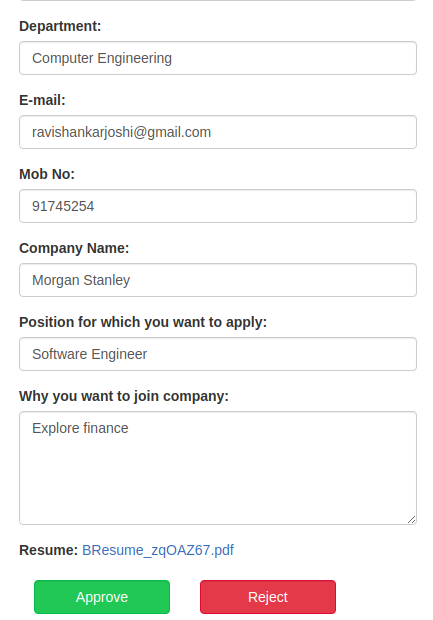 Department:
Computer Engineering
E-mail:
ravishankarjoshi@gmail.com
Mob No:
91745254
Company Name:
Morgan Stanley
Position for which you want to apply:
Software Engineer
Why you want to join company:
Explore finance
Resume: BResume_zqOAZ67.pdf
Approve Reject